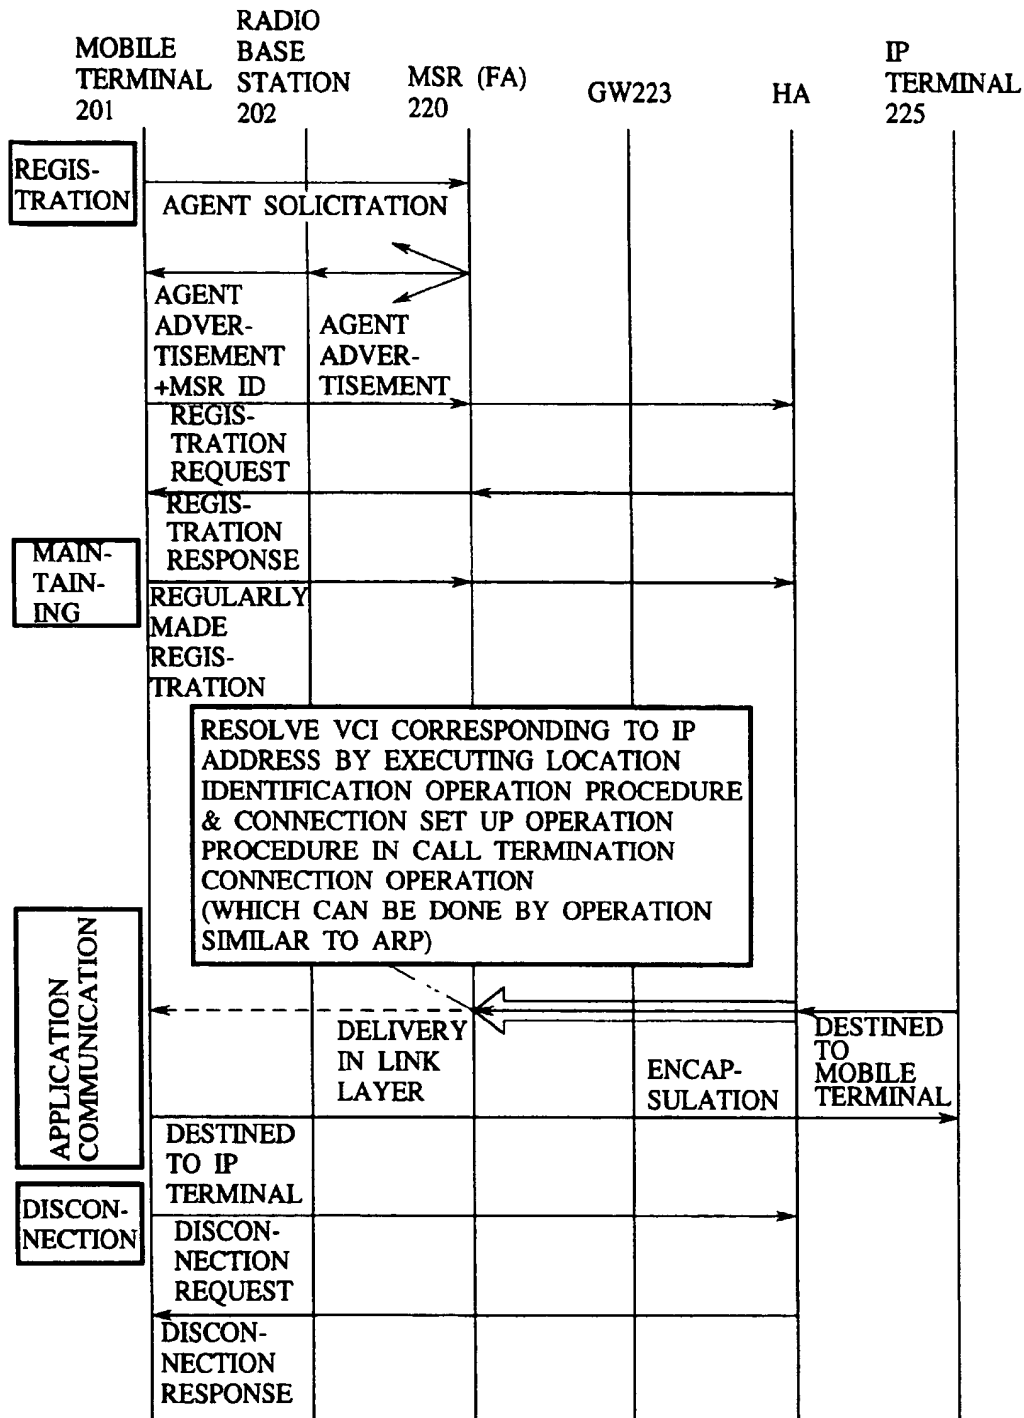 MOBILE
TERMINAL
201
RADIO
BASE
STATION
202
MSR (FA)
220
GW223
HA
IP
TERMINAL
225
REGIS-
TRATION
AGENT SOLICITATION
AGENT
ADVER-
TISEMENT
+MSR ID
AGENT
ADVER-
TISEMENT
REGIS-
TRATION
REQUEST
REGIS-
TRATION
RESPONSE
MAIN-
TAIN-
ING
REGULARLY
MADE
REGIS-
TRATION
RESOLVE VCI CORRESPONDING TO IP
ADDRESS BY EXECUTING LOCATION
IDENTIFICATION OPERATION PROCEDURE
& CONNECTION SET UP OPERATION
PROCEDURE IN CALL TERMINATION
CONNECTION OPERATION
(WHICH CAN BE DONE BY OPERATION
SIMILAR TO ARP)
APPLICATION
COMMUNICATION
DELIVERY
IN LINK
LAYER
ENCAP-
SULATION
DESTINED
TO
MOBILE
TERMINAL
DESTINED
TO IP
TERMINAL
DISCON-
NECTION
DISCON-
NECTION
REQUEST
DISCON-
NECTION
RESPONSE